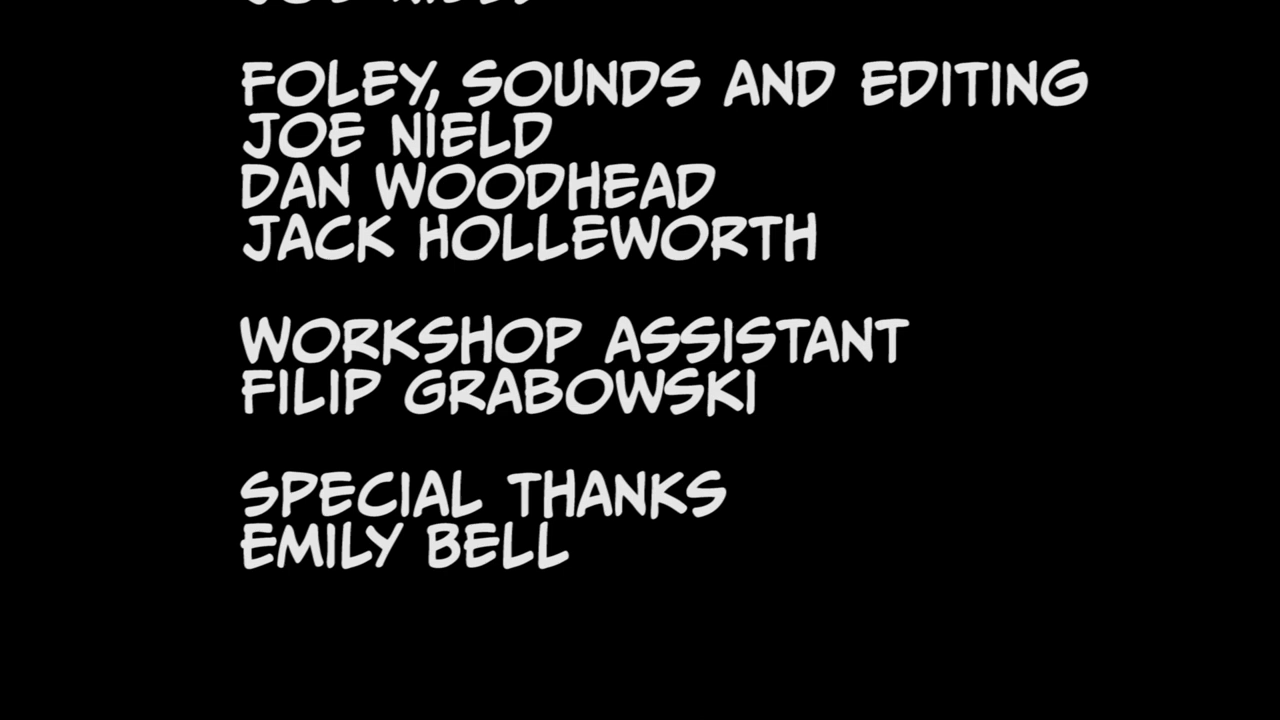 FOLEY, SOUNDS AND EDITING
JOE NIELD
DAN WOODHEAD
JACK HOLLEWORTH
WORKSHOP ASSISTANT
FILIP GRABOWSKI
SPECIAL THANKS
EMILY BELL